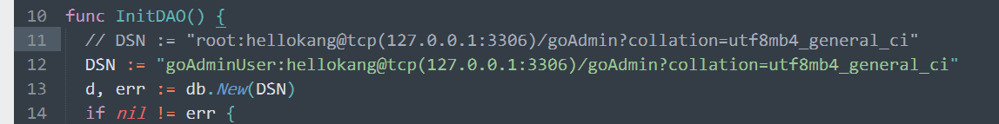 10 func InitDAO() {
11 // DSN := "root:hellokang@tcp(127.0.0.1:3306)/goAdmin?collation=utf8mb4_general_ci"
12 DSN := "goAdminUser:hellokang@tcp(127.0.0.1:3306)/goAdmin?collation=utf8mb4_general_ci"
13 d, err := db.New(DSN)
14 if nil != err {